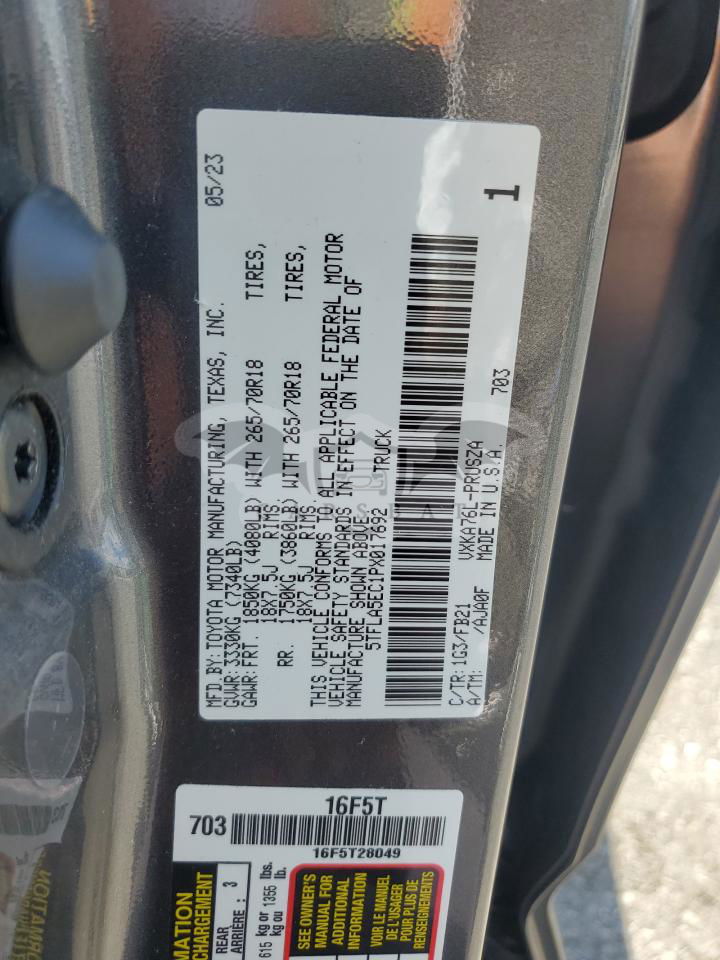 MFD.BY:TOYOTA MOTOR MANUFACTURING, TEXAS, INC. 05/23
GVWR:3330KG (7340LB)
GAWR:FRT. 1850KG (4080LB) WITH 265/70R18 TIRES,
18X7.5J RIMS.
RR. 1750KG (3860LB) WITH 265/70R18 TIRES,
18X7.5J RIMS.
THIS VEHICLE CONFORMS TO ALL APPLICABLE FEDERAL MOTOR
VEHICLE SAFETY STANDARDS IN EFFECT ON THE DATE OF
MANUFACTURE SHOWN ABOVE.
5TFLA5EC1PX017692 TRUCK
1
C/TR:1G3/FB21 VXKA76L-PRUSZA 703
A/TM: /AJA0F MADE IN U.S.A.
16F5T
703
16F5T28049
REAR
ARRIÈRE : 3
615 kg or 1355 lbs.
kg ou lb.
SEE OWNER'S
MANUAL FOR
ADDITIONAL
INFORMATION
VOIR LE MANUEL
DE L'USAGER
POUR PLUS DE
RENSEIGNEMENTS